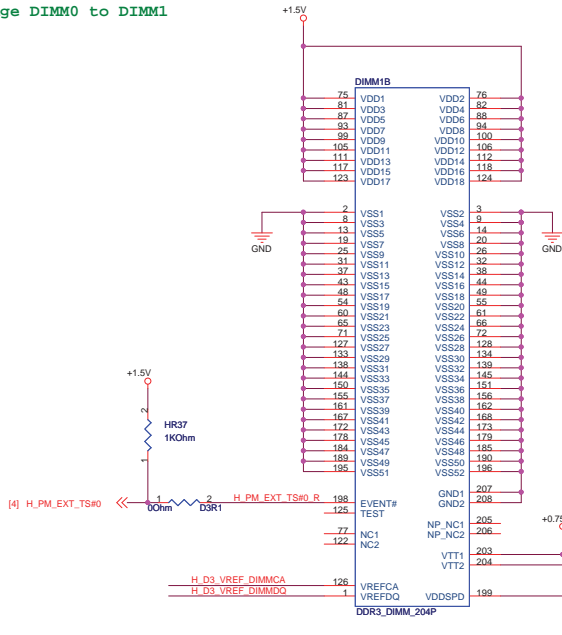 ge DIMM0 to DIMM1
+1.5V
DIMM1B
75 VDD1 VDD2 76
81 VDD3 VDD4 82
87 VDD5 VDD6 88
93 VDD7 VDD8 94
99 VDD9 VDD10 100
105 VDD11 VDD12 106
111 VDD13 VDD14 112
117 VDD15 VDD16 118
123 VDD17 VDD18 124
2 VSS1 VSS2 3
8 VSS3 VSS4 9
13 VSS5 VSS6 14
19 VSS7 VSS8 20
25 VSS9 VSS10 26
31 VSS11 VSS12 32
37 VSS13 VSS14 38
43 VSS15 VSS16 44
48 VSS17 VSS18 49
54 VSS19 VSS20 55
60 VSS21 VSS22 61
65 VSS23 VSS24 66
71 VSS25 VSS26 72
127 VSS27 VSS28 128
133 VSS29 VSS30 134
138 VSS31 VSS32 139
144 VSS33 VSS34 145
150 VSS35 VSS36 151
155 VSS37 VSS38 156
161 VSS39 VSS40 162
167 VSS41 VSS42 168
172 VSS43 VSS44 173
178 VSS45 VSS46 179
184 VSS47 VSS48 185
189 VSS49 VSS50 190
195 VSS51 VSS52 196
GND
GND
+1.5V
2
HR37
1KOhm
1
GND1 207
GND2 208
[4] H_PM_EXT_TS#0
1 2
0Ohm D3R1
H_PM_EXT_TS#0_R
198 EVENT#
125 TEST
NP_NC1 205
NP_NC2 206
+0.75
77 NC1
122 NC2
VTT1 203
VTT2 204
H_D3_VREF_DIMMCA 126 VREFCA
H_D3_VREF_DIMMDQ 1 VREFDQ
VDDSPD 199
DDR3_DIMM_204P